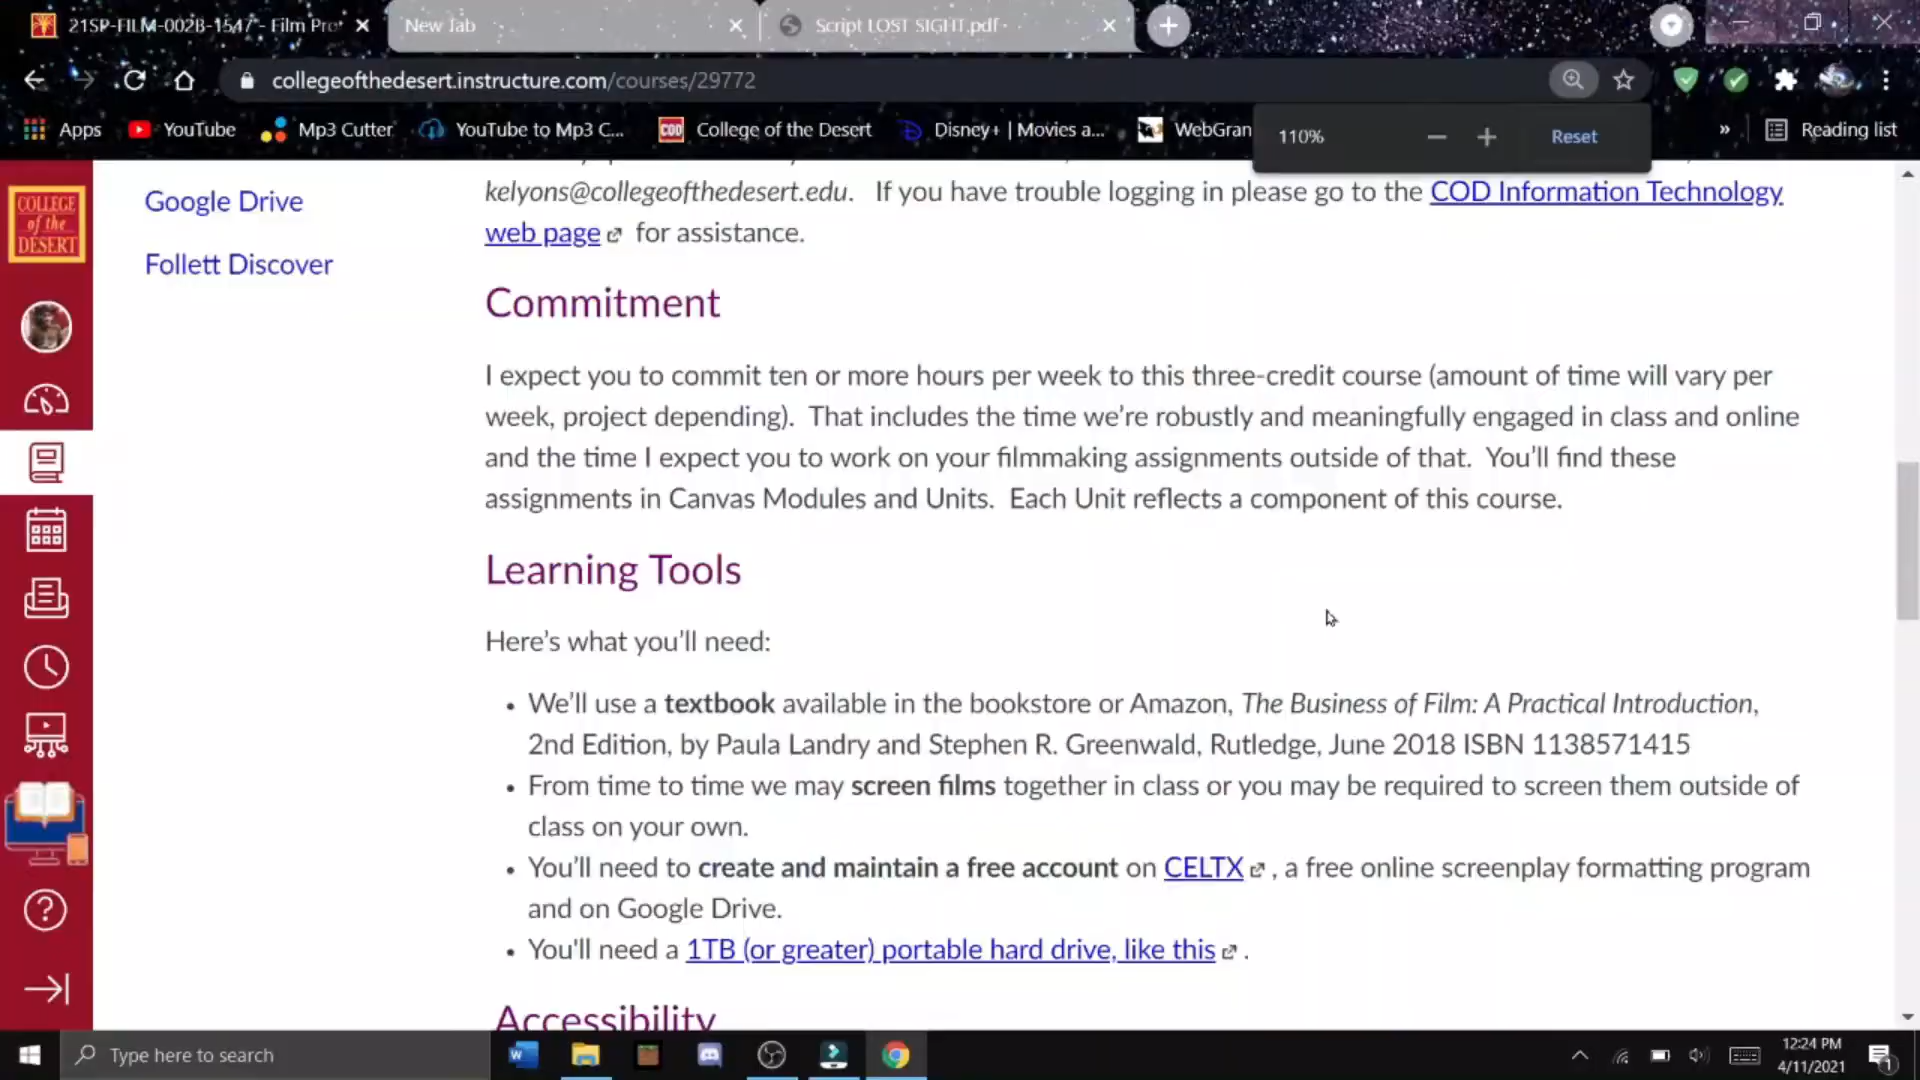 21SP-FILM-002B-1547 - Film Pro
New Tab
Script LOST SIGHT.pdf
collegeofthedesert.instructure.com/courses/29772
Apps
YouTube
Mp3 Cutter
YouTube to Mp3 C...
COD
College of the Desert
Disney+ | Movies a...
WebGran
»
Reading list
110%
Reset
COLLEGE
of the
DESERT
Google Drive
Follett Discover
kelyons@collegeofthedesert.edu. If you have trouble logging in please go to the COD Information Technology
web page for assistance.
Commitment
I expect you to commit ten or more hours per week to this three-credit course (amount of time will vary per
week, project depending). That includes the time we're robustly and meaningfully engaged in class and online
and the time I expect you to work on your filmmaking assignments outside of that. You'll find these
assignments in Canvas Modules and Units. Each Unit reflects a component of this course.
Learning Tools
Here's what you'll need:
• We'll use a textbook available in the bookstore or Amazon, The Business of Film: A Practical Introduction,
2nd Edition, by Paula Landry and Stephen R. Greenwald, Rutledge, June 2018 ISBN 1138571415
• From time to time we may screen films together in class or you may be required to screen them outside of
class on your own.
• You'll need to create and maintain a free account on CELTX , a free online screenplay formatting program
and on Google Drive.
• You'll need a 1TB (or greater) portable hard drive, like this .
Accessibility
Type here to search
12:24 PM
4/11/2021
1